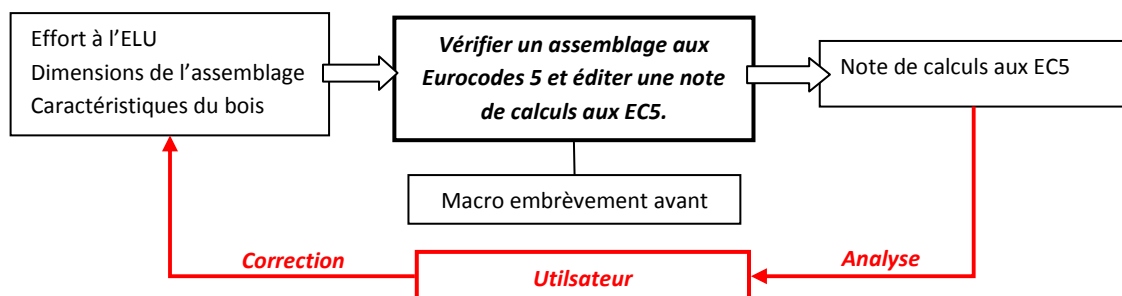 Effort à l'ELU
Dimensions de l'assemblage
Caractéristiques du bois
Vérifier un assemblage aux
Eurocodes 5 et éditer une note
de calculs aux EC5.
Note de calculs aux EC5
Macro embrèvement avant
Correction
Utilsateur
Analyse